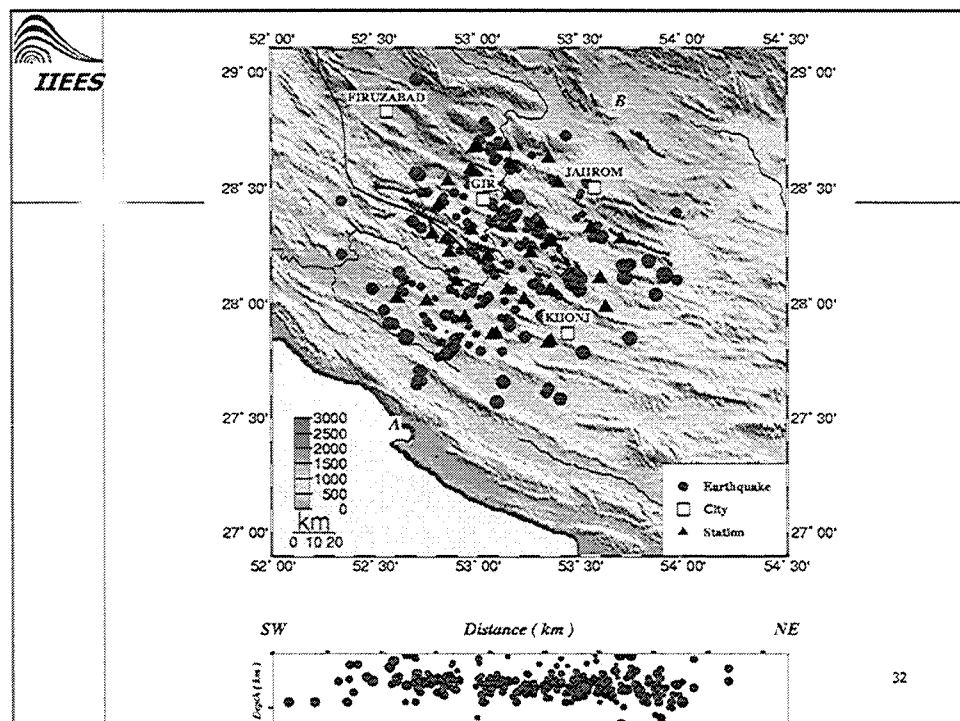 IIEES
52° 00' 52° 30' 53° 00' 53° 30' 54° 00' 54° 30'
29° 00' 29° 00'
FIRUZABAD
B
28° 30' 28° 30'
GIR
JAHROM
28° 00' 28° 00'
KHONJ
27° 30' 27° 30'
A
3000
2500
2000
1500
1000
500
0
km
0 10 20
Earthquake
City
Station
27° 00' 27° 00'
52° 00' 52° 30' 53° 00' 53° 30' 54° 00' 54° 30'
SW Distance ( km ) NE
Depth ( km )
32